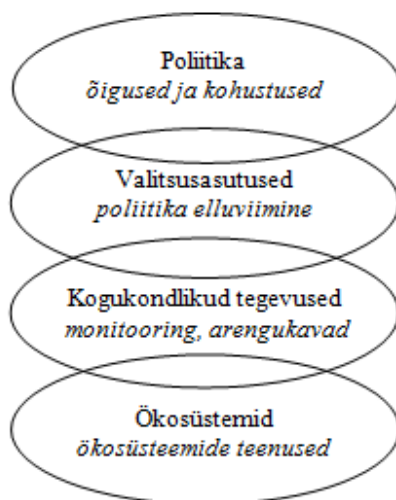 Poliitika
õigused ja kohustused
Valitsusasutused
poliitika elluviimine
Kogukondlikud tegevused
monitooring, arengukavad
Ökosüstemid
ökosüsteemide teenused